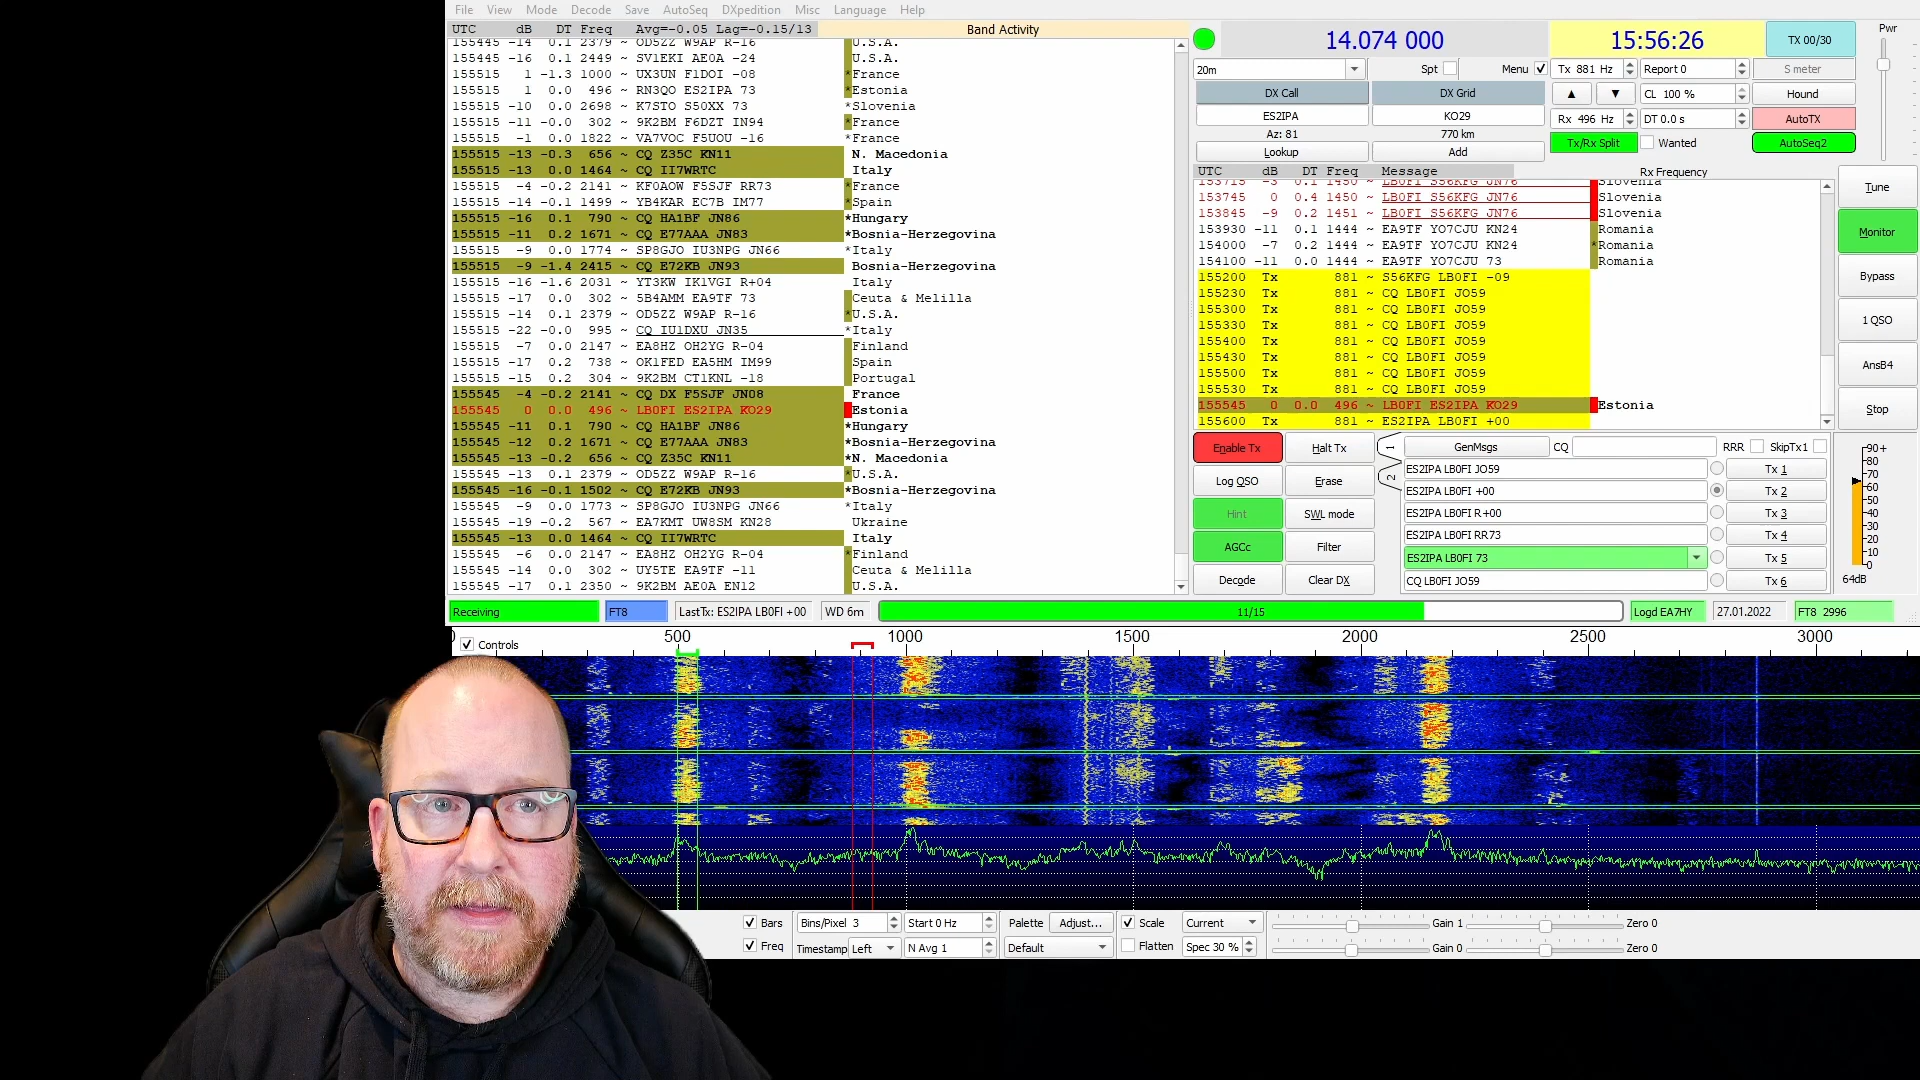 File View Mode Decode Save AutoSeq DXpedition Misc Language Help
UTC dB DT Freq Avg=-0.05 Lag=-0.15/13 Band Activity
155445 -14 0.1 2379 ~ OD5ZZ W9AP R-16 U.S.A.
155445 -16 0.1 2449 ~ SV1EKI AE0A -24 U.S.A.
155515 1 -1.3 1000 ~ UX3UN F1DOI -08 *France
155515 1 0.0 496 ~ RN3QO ES2IPA 73 *Estonia
155515 -10 0.0 2698 ~ K7STO S50XX 73 *Slovenia
155515 -11 -0.0 302 ~ 9K2BM F6DZT IN94 *France
155515 -1 0.0 1822 ~ VA7VOC F5UOU -16 *France
155515 -13 -0.3 656 ~ CQ Z35C KN11 N. Macedonia
155515 -13 0.0 1464 ~ CQ II7WRTC Italy
155515 -4 -0.2 2141 ~ KF0AOW F5SJF RR73 *France
155515 -14 -0.1 1499 ~ YB4KAR EC7B IM77 *Spain
155515 -16 0.1 790 ~ CQ HA1BF JN86 *Hungary
155515 -11 0.2 1671 ~ CQ E77AAA JN83 *Bosnia-Herzegovina
155515 -9 0.0 1774 ~ SP8GJO IU3NPG JN66 *Italy
155515 -9 -1.4 2415 ~ CQ E72KB JN93 Bosnia-Herzegovina
155515 -16 -1.6 2031 ~ YT3KW IK1VGI R+04 Italy
155515 -17 0.0 302 ~ 5B4AMM EA9TF 73 Ceuta & Melilla
155515 -14 0.1 2379 ~ OD5ZZ W9AP R-16 *U.S.A.
155515 -22 -0.0 995 ~ CQ IU1DXU JN35 *Italy
155515 -7 0.0 2147 ~ EA8HZ OH2YG R-04 Finland
155515 -17 0.2 738 ~ OK1FED EA5HM IM99 Spain
155515 -15 0.2 304 ~ 9K2BM CT1KNL -18 Portugal
155545 -4 -0.2 2141 ~ CQ DX F5SJF JN08 France
155545 0 0.0 496 ~ LB0FI ES2IPA KO29 Estonia
155545 -11 0.1 790 ~ CQ HA1BF JN86 *Hungary
155545 -12 0.2 1671 ~ CQ E77AAA JN83 *Bosnia-Herzegovina
155545 -13 -0.2 656 ~ CQ Z35C KN11 *N. Macedonia
155545 -13 0.1 2379 ~ OD5ZZ W9AP R-16 *U.S.A.
155545 -16 -0.1 1502 ~ CQ E72KB JN93 *Bosnia-Herzegovina
155545 -9 0.0 1773 ~ SP8GJO IU3NPG JN66 *Italy
155545 -19 -0.2 567 ~ EA7KMT UW8SM KN28 Ukraine
155545 -13 0.0 1464 ~ CQ II7WRTC Italy
155545 -6 0.0 2147 ~ EA8HZ OH2YG R-04 *Finland
155545 -14 0.0 302 ~ UY5TE EA9TF -11 Ceuta & Melilla
155545 -17 0.1 2350 ~ 9K2BM AE0A EN12 U.S.A.
14.074 000 15:56:26 TX 00/30 Pwr
20m Spt Menu Tx 881 Hz Report 0 S meter
DX Call DX Grid ▲ ▼ CL 100 % Hound
ES2IPA KO29 Rx 496 Hz DT 0.0 s AutoTX
Az: 81 770 km
Tx/Rx Split Wanted AutoSeq2
Lookup Add
UTC dB DT Freq Message Rx Frequency
153715 -3 0.1 1450 ~ LB0FI S56KFG JN76 Slovenia
153745 0 0.4 1450 ~ LB0FI S56KFG JN76 Slovenia
153845 -9 0.2 1451 ~ LB0FI S56KFG JN76 Slovenia
153930 -11 0.1 1444 ~ EA9TF YO7CJU KN24 Romania
154000 -7 0.2 1444 ~ EA9TF YO7CJU KN24 *Romania
154100 -11 0.0 1444 ~ EA9TF YO7CJU 73 Romania
155200 Tx 881 ~ S56KFG LB0FI -09
155230 Tx 881 ~ CQ LB0FI JO59
155300 Tx 881 ~ CQ LB0FI JO59
155330 Tx 881 ~ CQ LB0FI JO59
155400 Tx 881 ~ CQ LB0FI JO59
155430 Tx 881 ~ CQ LB0FI JO59
155500 Tx 881 ~ CQ LB0FI JO59
155530 Tx 881 ~ CQ LB0FI JO59
155545 0 0.0 496 ~ LB0FI ES2IPA KO29 Estonia
155600 Tx 881 ~ ES2IPA LB0FI +00
Tune
Monitor
Bypass
1 QSO
AnsB4
Stop
Enable Tx Halt Tx 1 GenMsgs CQ RRR SkipTx1
Log QSO Erase 2
Hint SWL mode
AGCc Filter
Decode Clear DX
ES2IPA LB0FI JO59 Tx 1
ES2IPA LB0FI +00 Tx 2
ES2IPA LB0FI R+00 Tx 3
ES2IPA LB0FI RR73 Tx 4
ES2IPA LB0FI 73 Tx 5
CQ LB0FI JO59 Tx 6
90+
80
70
60
50
40
30
20
10
0
64dB
Receiving FT8 LastTx: ES2IPA LB0FI +00 WD 6m 11/15 Logd EA7HY 27.01.2022 FT8 2996
Controls 500 1000 1500 2000 2500 3000
Bars Bins/Pixel 3 Start 0 Hz Palette Adjust... Scale Current Gain 1 Zero 0
Freq Timestamp Left N Avg 1 Default Flatten Spec 30 % Gain 0 Zero 0